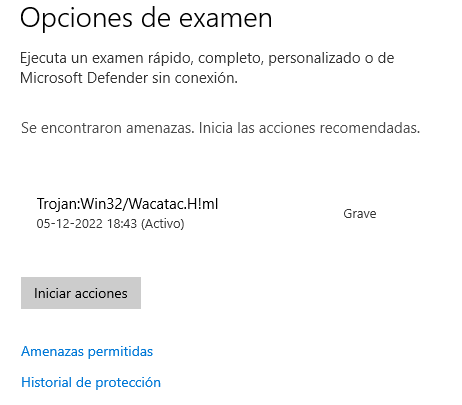 Opciones de examen
Ejecuta un examen rápido, completo, personalizado o de
Microsoft Defender sin conexión.
Se encontraron amenazas. Inicia las acciones recomendadas.
Trojan:Win32/Wacatac.H!ml
05-12-2022 18:43 (Activo)
Grave
Iniciar acciones
Amenazas permitidas
Historial de protección